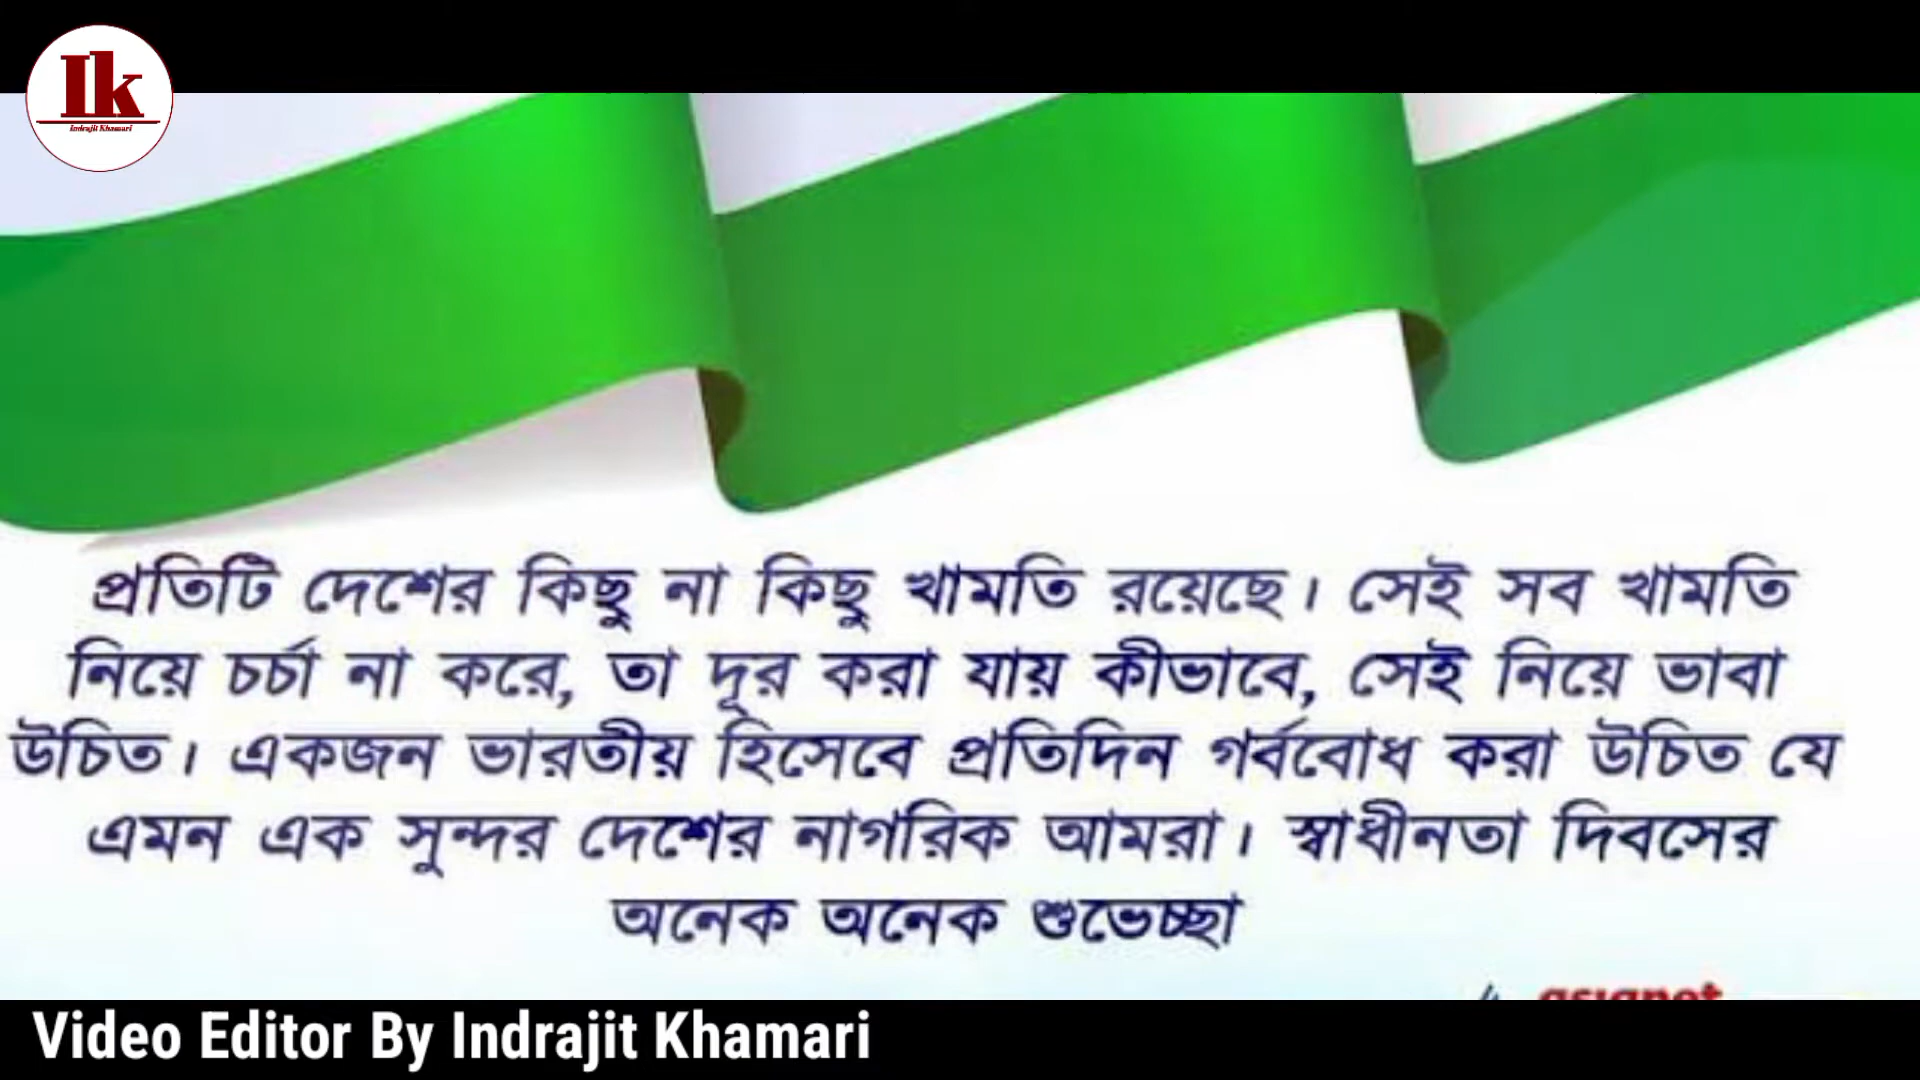 Ik
Indrajit Khamari
প্রতিটি দেশের কিছু না কিছু খামতি রয়েছে। সেই সব খামতি
নিয়ে চর্চা না করে, তা দূর করা যায় কীভাবে, সেই নিয়ে ভাবা
উচিত। একজন ভারতীয় হিসেবে প্রতিদিন গর্ববোধ করা উচিত যে
এমন এক সুন্দর দেশের নাগরিক আমরা। স্বাধীনতা দিবসের
অনেক অনেক শুভেচ্ছা
asianet
Video Editor By Indrajit Khamari